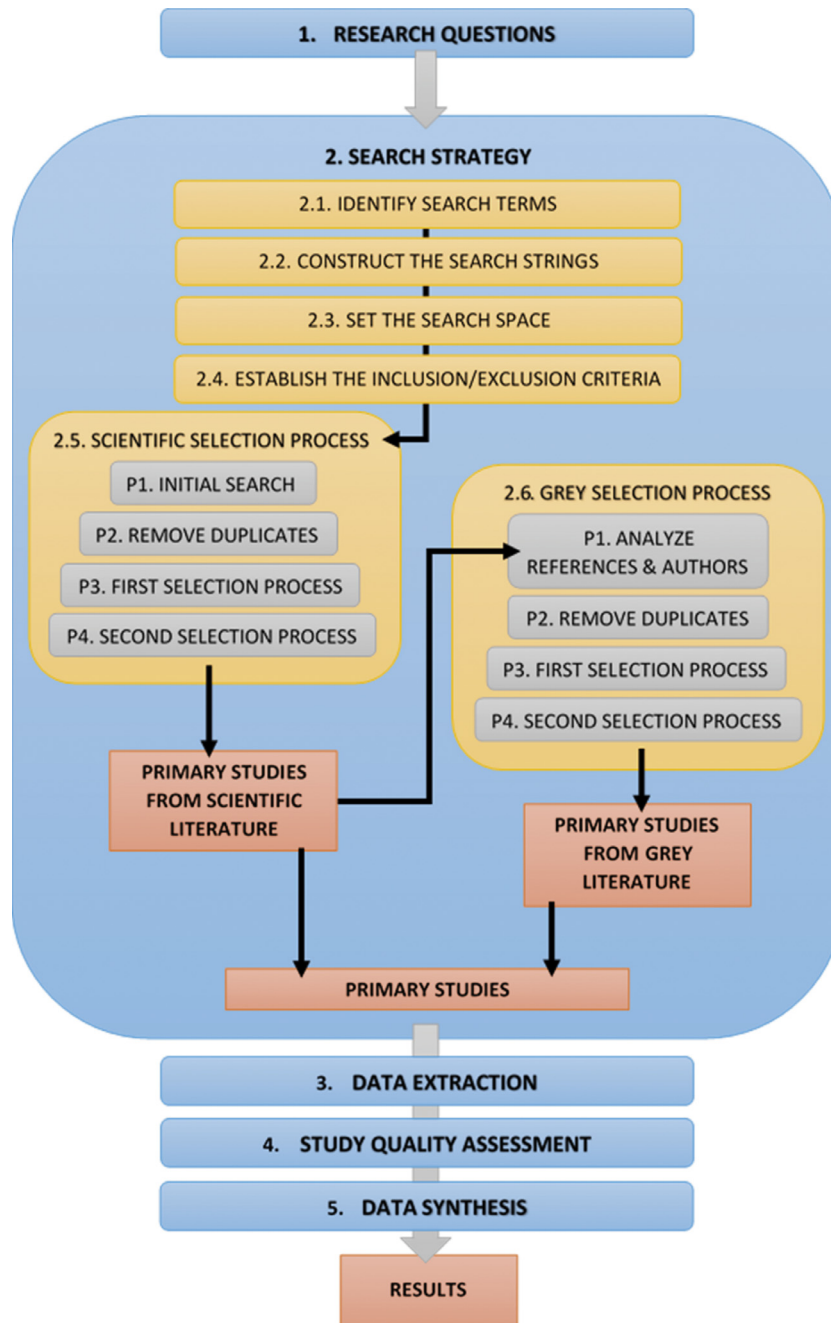 1. RESEARCH QUESTIONS
2. SEARCH STRATEGY
2.1. IDENTIFY SEARCH TERMS
2.2. CONSTRUCT THE SEARCH STRINGS
2.3. SET THE SEARCH SPACE
2.4. ESTABLISH THE INCLUSION/EXCLUSION CRITERIA
2.5. SCIENTIFIC SELECTION PROCESS
P1. INITIAL SEARCH
P2. REMOVE DUPLICATES
P3. FIRST SELECTION PROCESS
P4. SECOND SELECTION PROCESS
2.6. GREY SELECTION PROCESS
P1. ANALYZE
REFERENCES & AUTHORS
P2. REMOVE DUPLICATES
P3. FIRST SELECTION PROCESS
P4. SECOND SELECTION PROCESS
PRIMARY STUDIES
FROM SCIENTIFIC
LITERATURE
PRIMARY STUDIES
FROM GREY
LITERATURE
PRIMARY STUDIES
3. DATA EXTRACTION
4. STUDY QUALITY ASSESSMENT
5. DATA SYNTHESIS
RESULTS